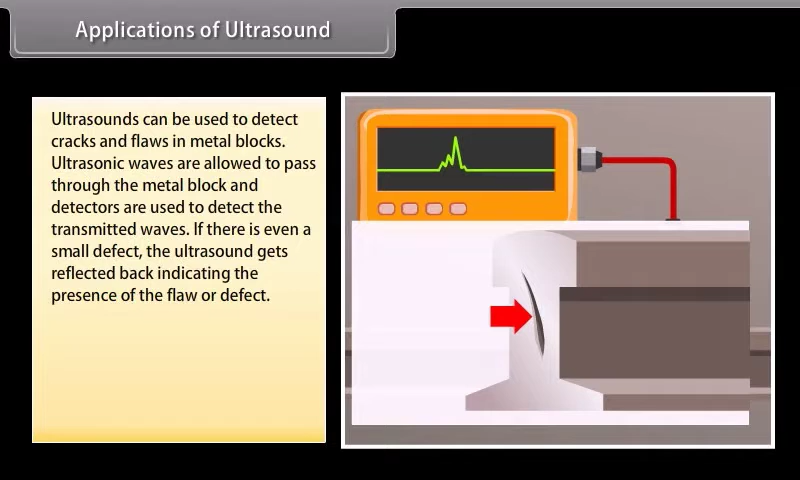 Applications of Ultrasound
Ultrasounds can be used to detect
cracks and flaws in metal blocks.
Ultrasonic waves are allowed to pass
through the metal block and
detectors are used to detect the
transmitted waves. If there is even a
small defect, the ultrasound gets
reflected back indicating the
presence of the flaw or defect.